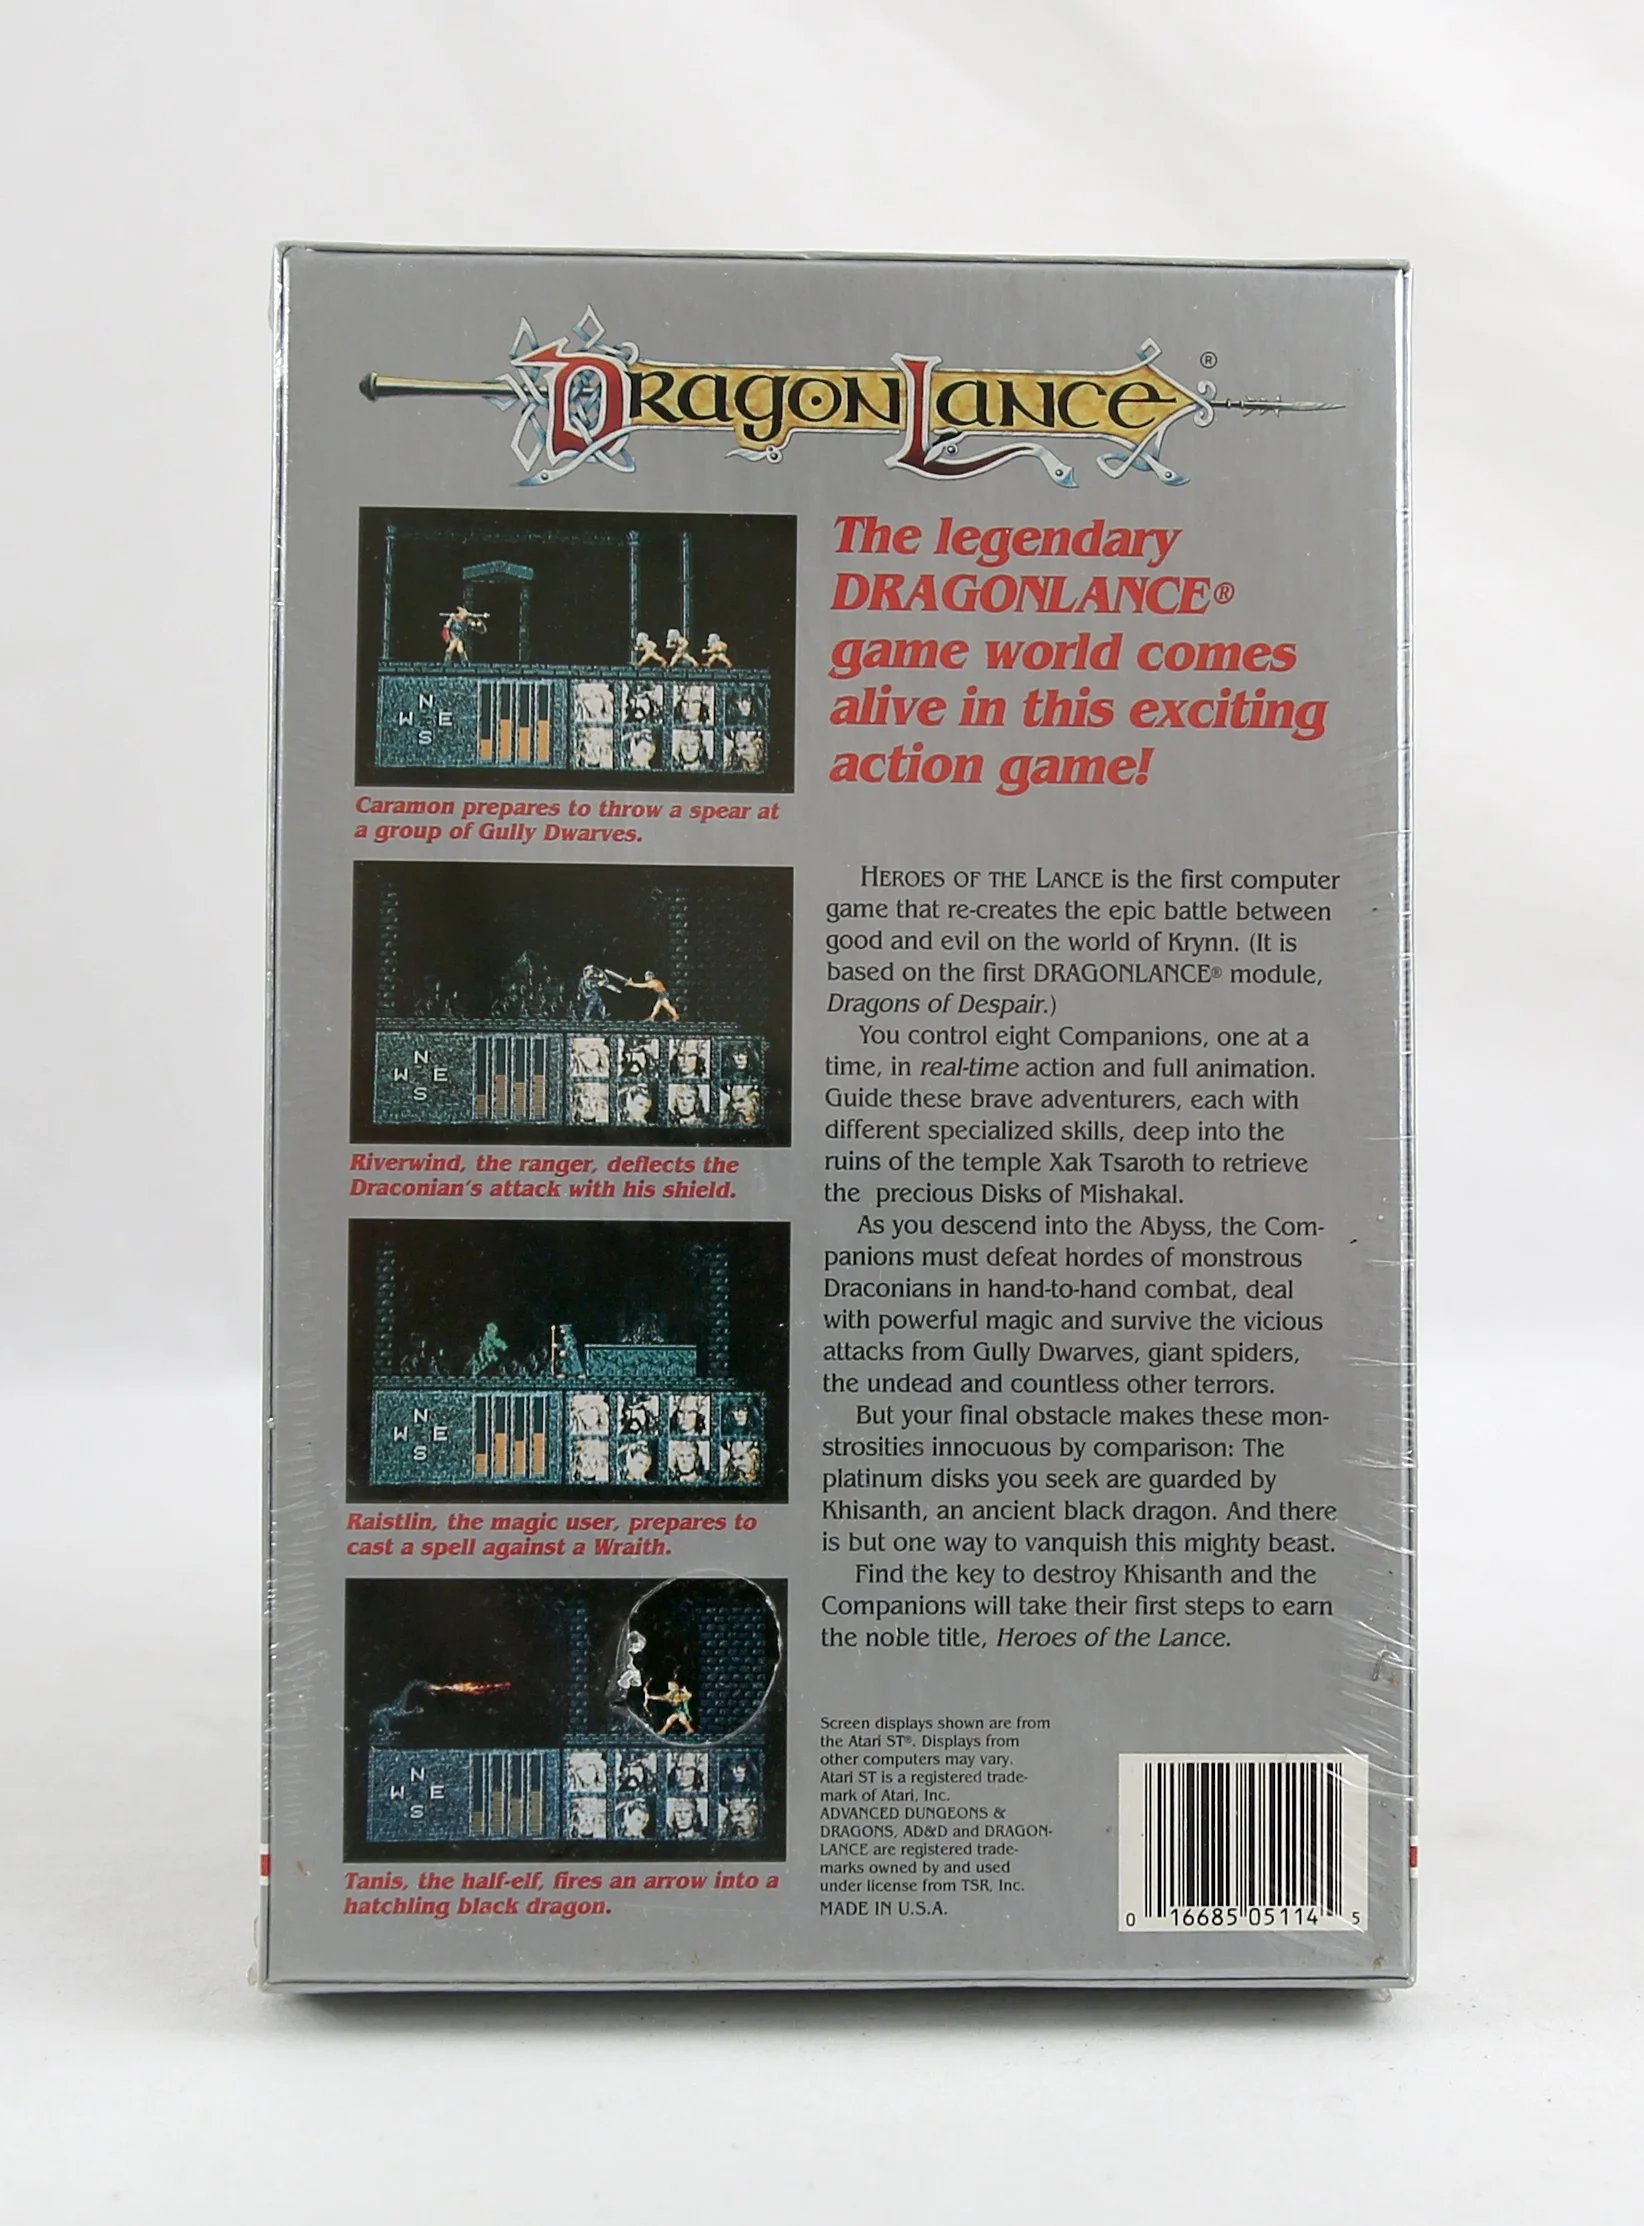 DRAGONLANCE®
The legendary
DRAGONLANCE®
game world comes
alive in this exciting
action game!
N
W E
S
Caramon prepares to throw a spear at
a group of Gully Dwarves.
N
W E
S
Riverwind, the ranger, deflects the
Draconian's attack with his shield.
N
W E
S
Raistlin, the magic user, prepares to
cast a spell against a Wraith.
N
W E
S
Tanis, the half-elf, fires an arrow into a
hatchling black dragon.
HEROES OF THE LANCE is the first computer
game that re-creates the epic battle between
good and evil on the world of Krynn. (It is
based on the first DRAGONLANCE® module,
Dragons of Despair.)
You control eight Companions, one at a
time, in real-time action and full animation.
Guide these brave adventurers, each with
different specialized skills, deep into the
ruins of the temple Xak Tsaroth to retrieve
the precious Disks of Mishakal.
As you descend into the Abyss, the Com-
panions must defeat hordes of monstrous
Draconians in hand-to-hand combat, deal
with powerful magic and survive the vicious
attacks from Gully Dwarves, giant spiders,
the undead and countless other terrors.
But your final obstacle makes these mon-
strosities innocuous by comparison: The
platinum disks you seek are guarded by
Khisanth, an ancient black dragon. And there
is but one way to vanquish this mighty beast.
Find the key to destroy Khisanth and the
Companions will take their first steps to earn
the noble title, Heroes of the Lance.
Screen displays shown are from
the Atari ST®. Displays from
other computers may vary.
Atari ST is a registered trade-
mark of Atari, Inc.
ADVANCED DUNGEONS &
DRAGONS, AD&D and DRAGON-
LANCE are registered trade-
marks owned by and used
under license from TSR, Inc.
MADE IN U.S.A.
0 16685 05114 5